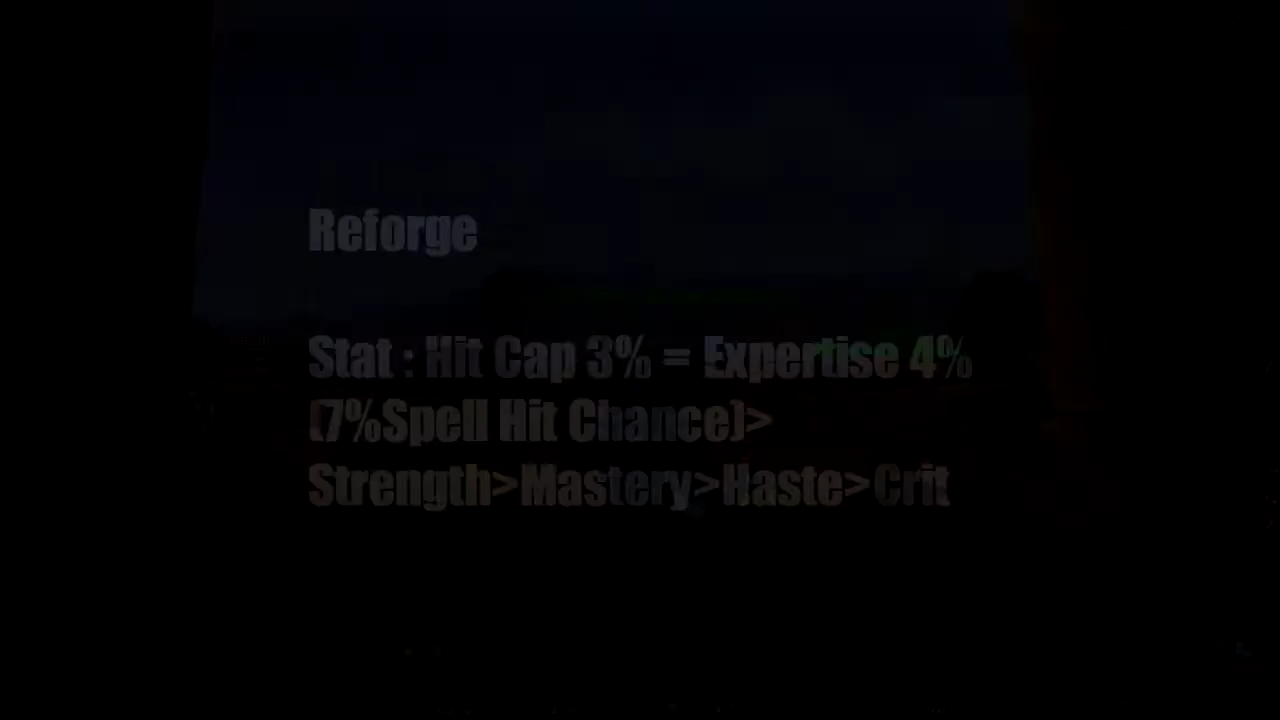 Reforge
Stat : Hit Cap 3% = Expertise 4%
(7%Spell Hit Chance)>
Strength>Mastery>Haste>Crit